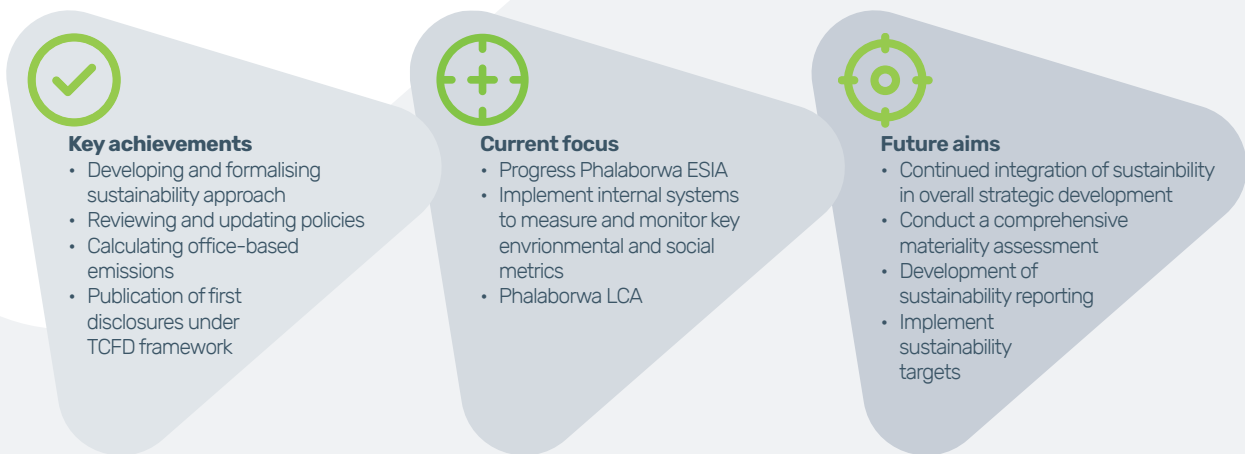 Key achievements
• Developing and formalising
sustainability approach
• Reviewing and updating policies
• Calculating office-based
emissions
• Publication of first
disclosures under
TCFD framework
Current focus
• Progress Phalaborwa ESIA
• Implement internal systems
to measure and monitor key
envrionmental and social
metrics
• Phalaborwa LCA
Future aims
• Continued integration of sustainbility
in overall strategic development
• Conduct a comprehensive
materiality assessment
• Development of
sustainability reporting
• Implement
sustainability
targets